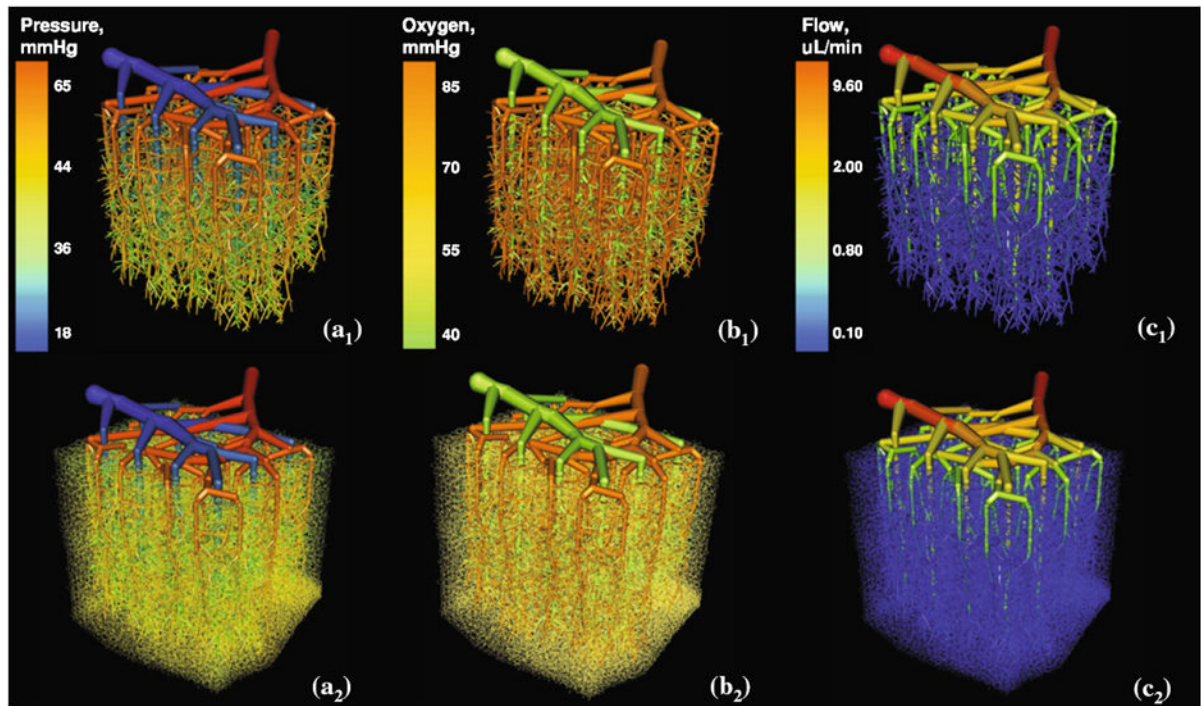 Pressure,
mmHg
65
44
36
18
(a1)
Oxygen,
mmHg
85
70
55
40
(b1)
Flow,
uL/min
9.60
2.00
0.80
0.10
(c1)
(a2)
(b2)
(c2)